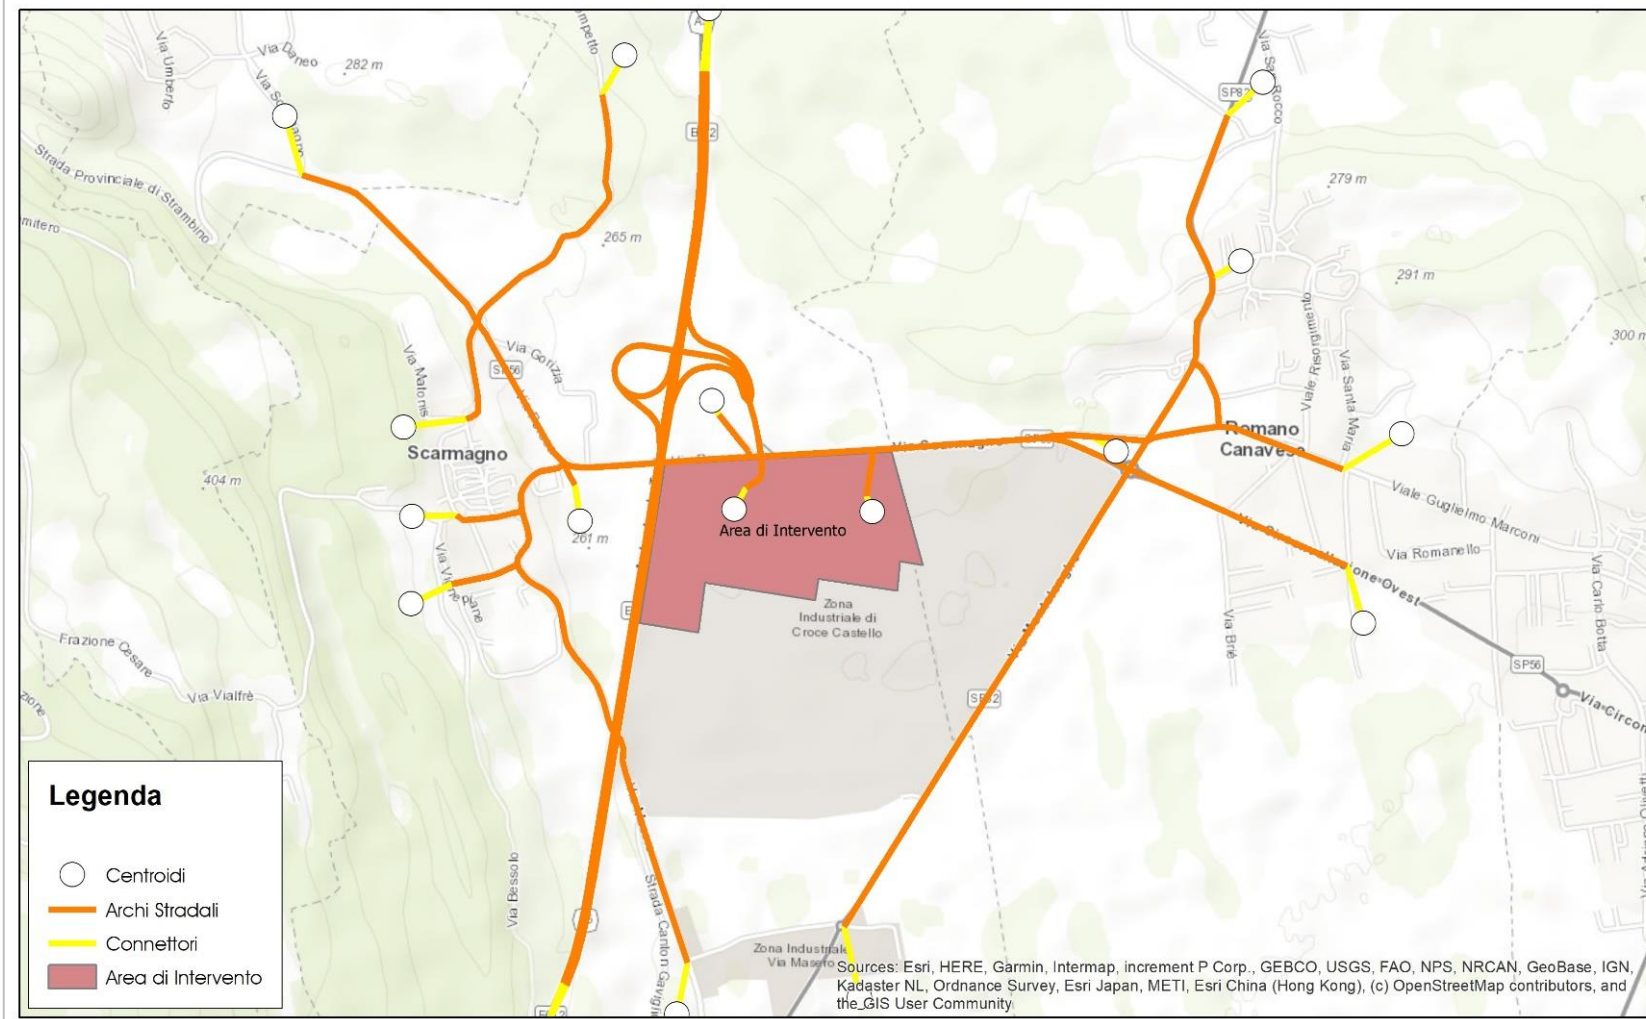 Via Umberto
Via Daneo
282 m
Strada Provinciale di Strambino
265 m
SP82
Via San Rocco
279 m
291 m
300 m
Viale Risorgimento
Via Santa Maria
Via Gorizia
Via Matonis
Scarmagno
404 m
261 m
Romano
Canavese
Viale Guglielmo Marconi
Via Romanello
Via Carlo Botta
Via Briè
SP56
Area di Intervento
Zona
Industriale di
Croce Castello
Frazione Cesare
Via Vialfrè
Via Bessolo
Zona Industriale
Via Masero
Legenda
Centroidi
Archi Stradali
Connettori
Area di Intervento
Sources: Esri, HERE, Garmin, Intermap, increment P Corp., GEBCO, USGS, FAO, NPS, NRCAN, GeoBase, IGN,
Kadaster NL, Ordnance Survey, Esri Japan, METI, Esri China (Hong Kong), (c) OpenStreetMap contributors, and
the GIS User Community